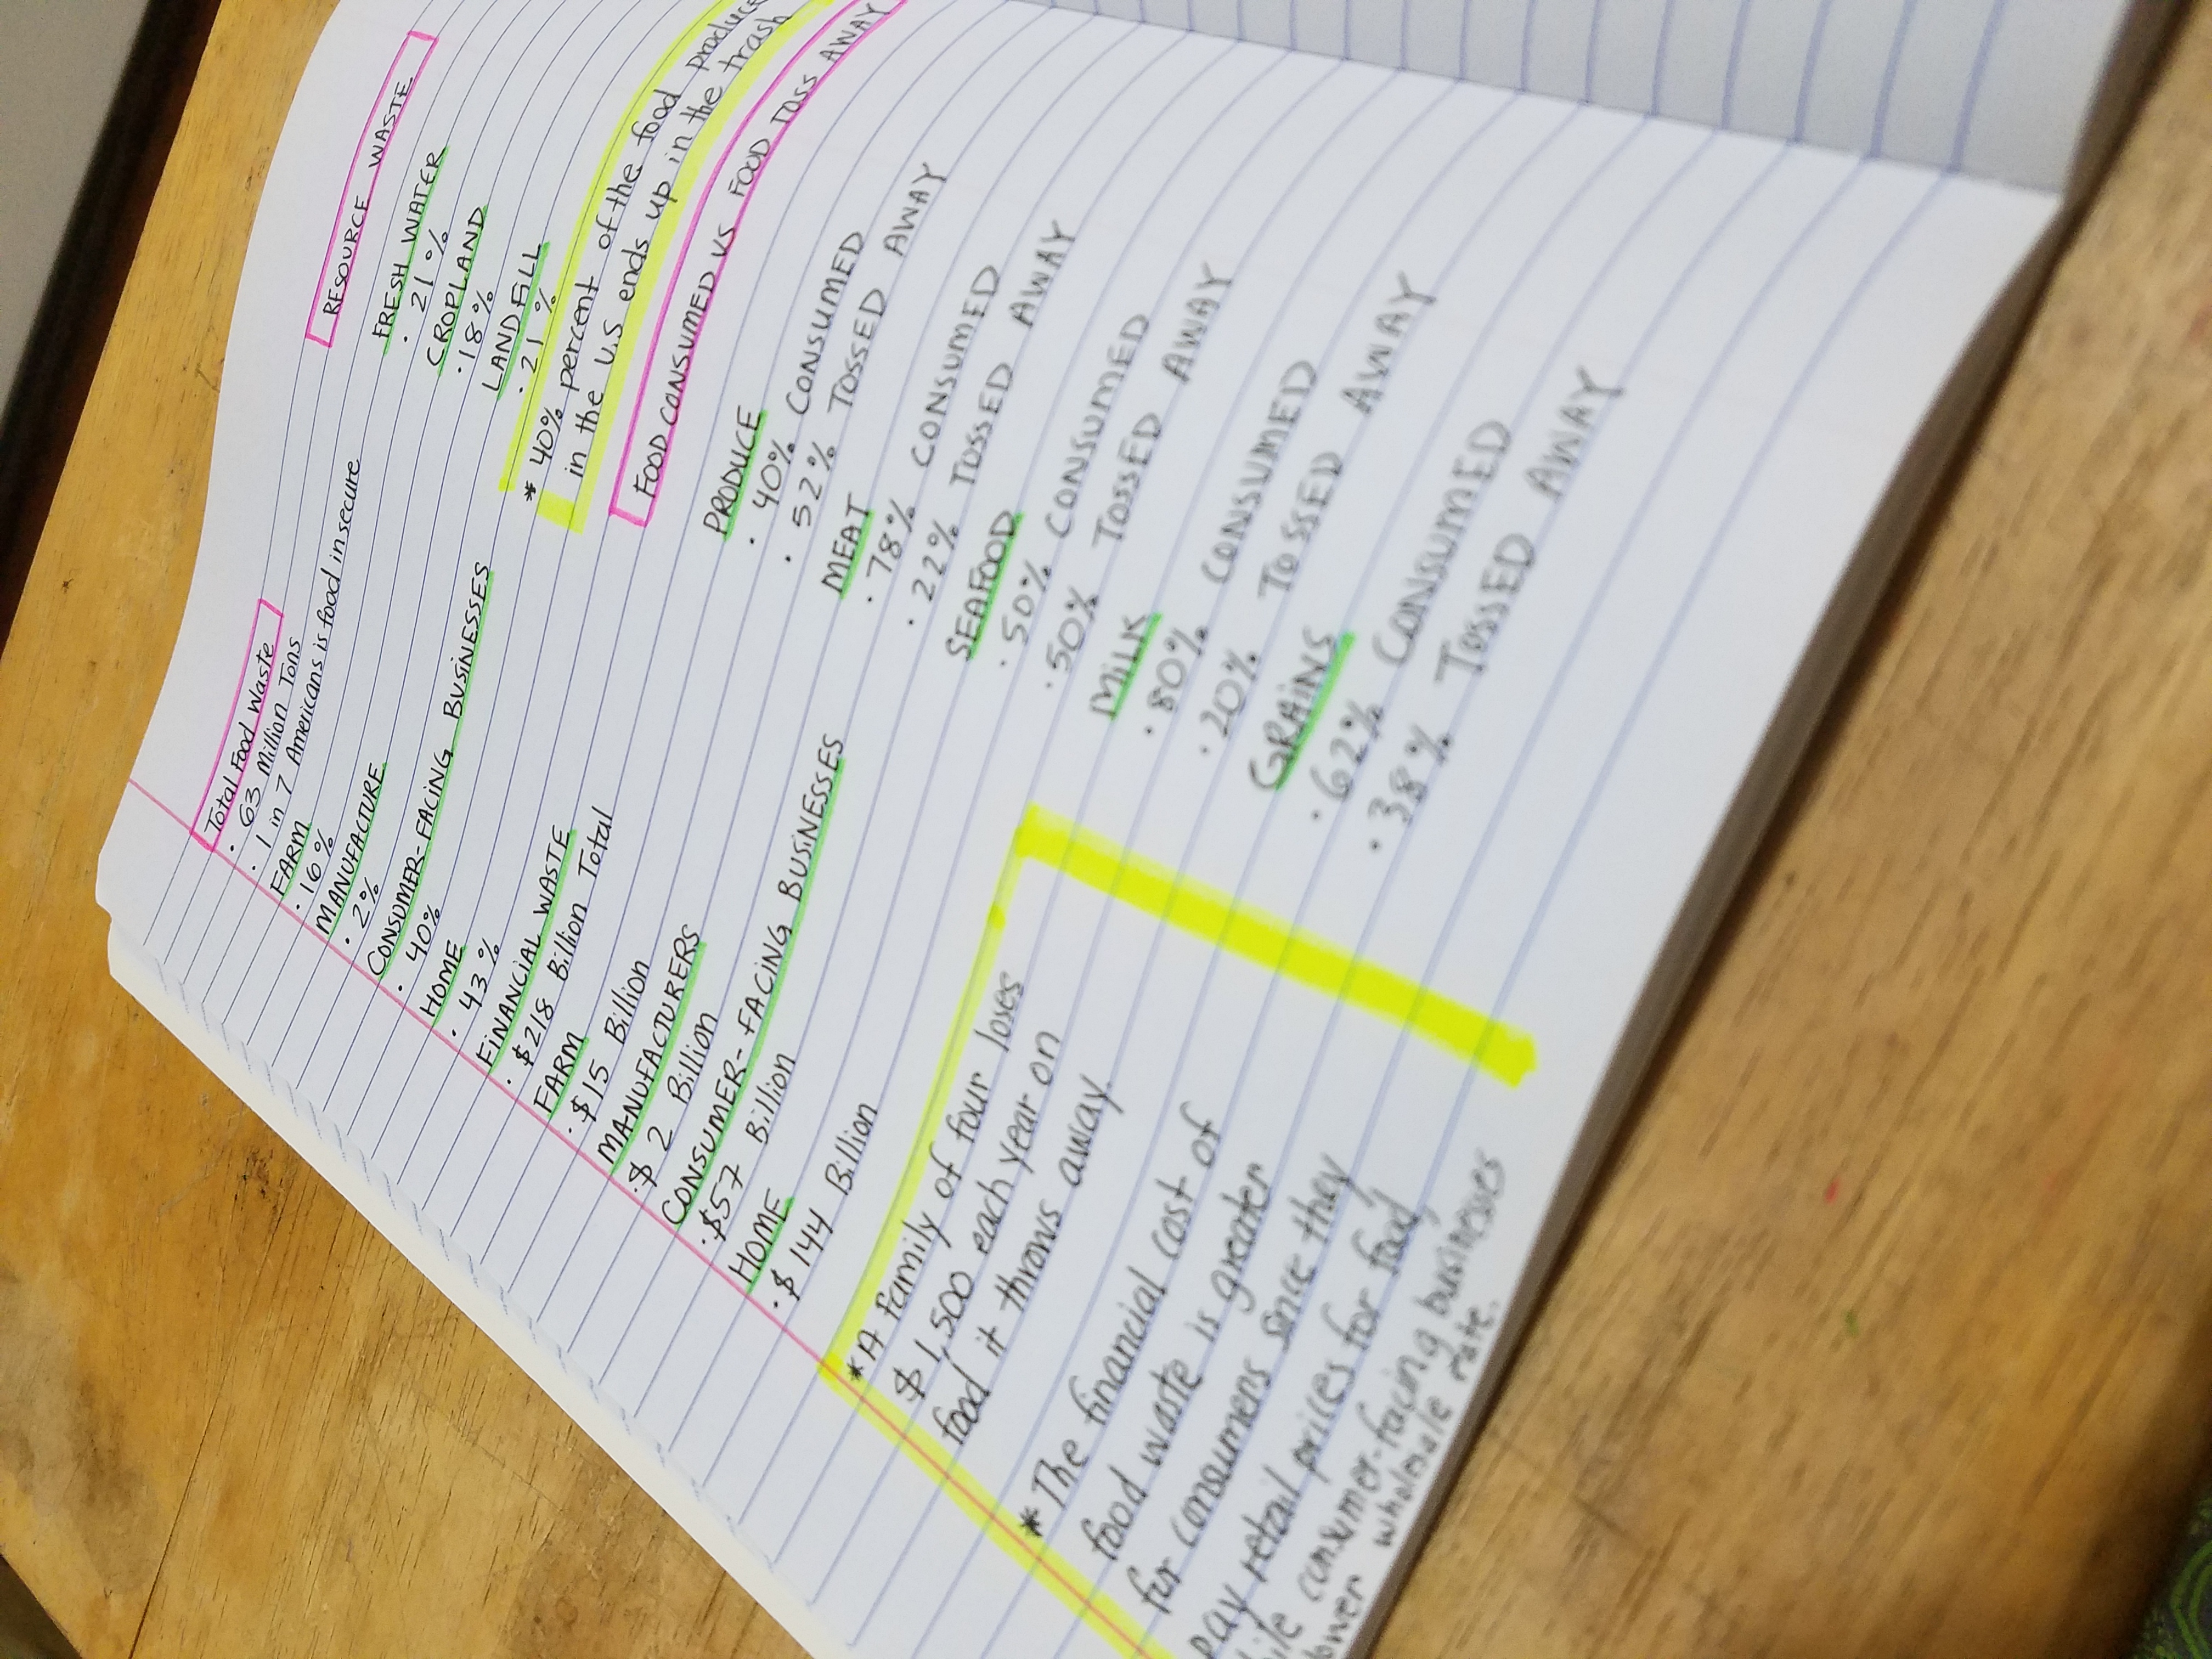 Total Food Waste
· 63 Million Tons
· 1 in 7 Americans is food insecure
FARM
· 16%
MANUFACTURE
· 2%
CONSUMER-FACING BUSINESSES
· 40%
HOME
· 43%
FINANCIAL WASTE
· $218 Billion Total
FARM
· $15 Billion
MANUFACTURERS
· $2 Billion
CONSUMER-FACING BUSINESSES
· $57 Billion
HOME
· $144 Billion
* A family of four loses
$1,500 each year on
food it throws away.
* The financial cost of
food waste is greater
for consumers since they
pay retail prices for food,
consumer-facing businesses
wholesale rate.
RESOURCE WASTE
FRESH WATER
· 21%
CROPLAND
· 18%
LANDFILL
· 21%
* 40% percent of the food produce
in the U.S ends up in the trash
FOOD CONSUMED VS FOOD TOSS AWAY
PRODUCE
· 40% CONSUMED
· 52% TOSSED AWAY
MEAT
· 78% CONSUMED
· 22% TOSSED AWAY
SEAFOOD
· 50% CONSUMED
· 50% TOSSED AWAY
MILK
· 80% CONSUMED
· 20% TOSSED AWAY
GRAINS
· 62% CONSUMED
· 38% TOSSED AWAY